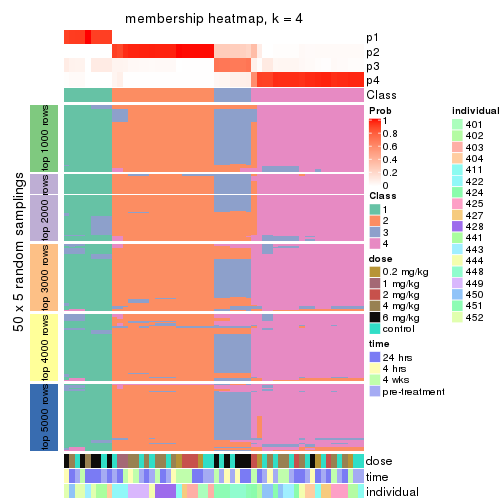 membership heatmap, k = 4
p1
p2
p3
p4
Class
50 x 5 random samplings
top 1000 rows
top 2000 rows
top 3000 rows
top 4000 rows
top 5000 rows
dose
time
individual
Prob
1
0.8
0.6
0.4
0.2
0
Class
1
2
3
4
dose
0.2 mg/kg
1 mg/kg
2 mg/kg
4 mg/kg
6 mg/kg
control
time
24 hrs
4 hrs
4 wks
pre-treatment
individual
401
402
403
404
411
422
424
425
427
428
441
443
444
448
449
450
451
452